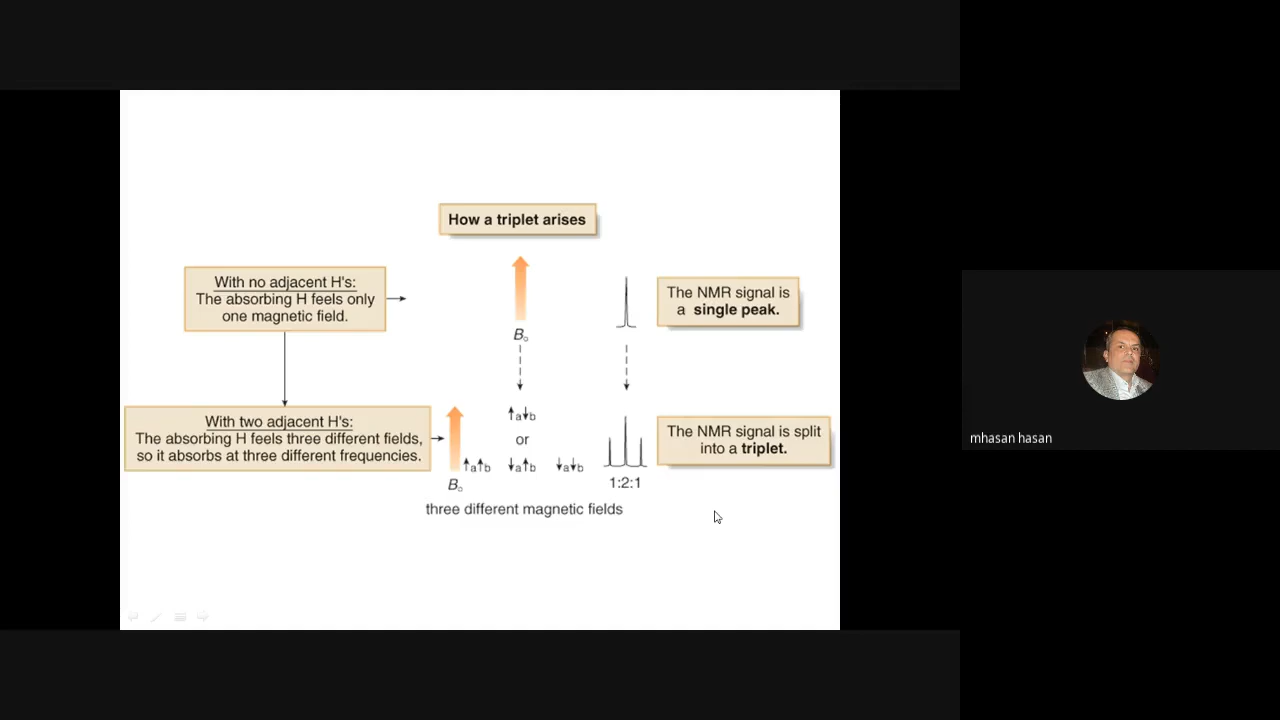 How a triplet arises
With no adjacent H's:
The absorbing H feels only
one magnetic field.
B₀
The NMR signal is
a single peak.
With two adjacent H's:
The absorbing H feels three different fields,
so it absorbs at three different frequencies.
↑a↓b
or
↑a↑b ↓a↑b ↓a↓b
B₀
three different magnetic fields
1:2:1
The NMR signal is split
into a triplet.
mhasan hasan